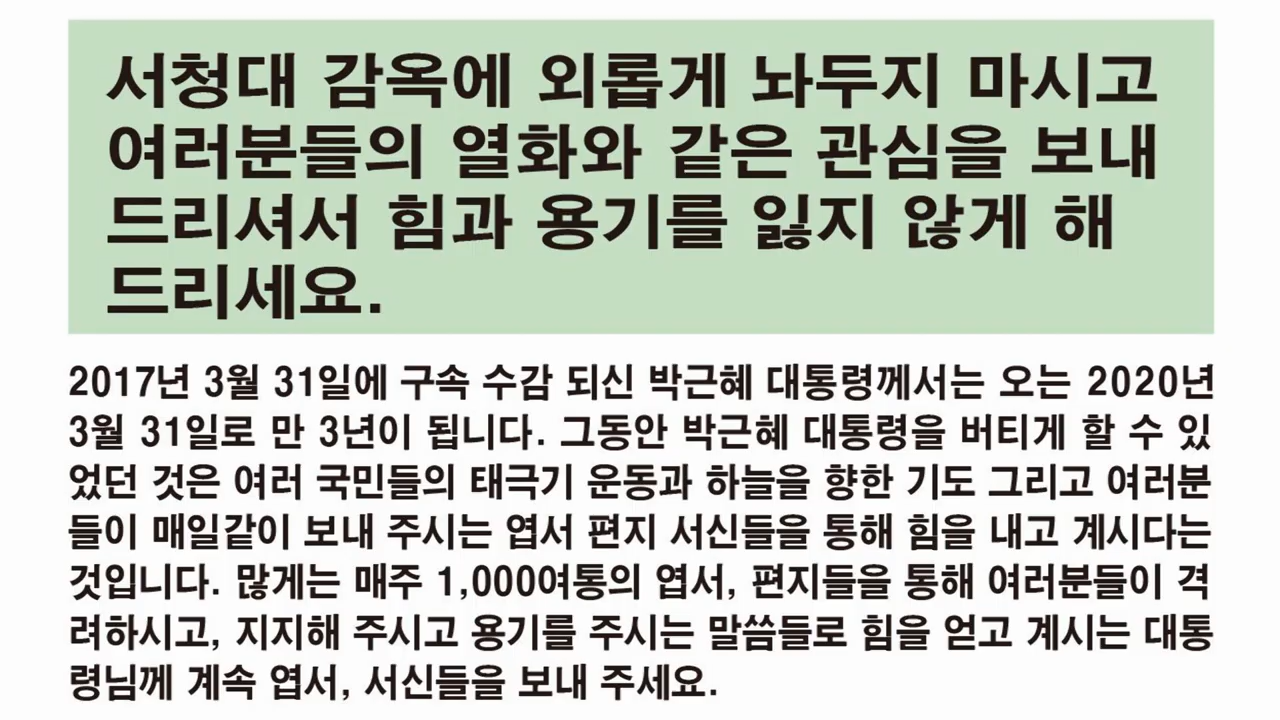 서청대 감옥에 외롭게 놔두지 마시고
여러분들의 열화와 같은 관심을 보내
드리셔서 힘과 용기를 잃지 않게 해
드리세요.
2017년 3월 31일에 구속 수감 되신 박근혜 대통령께서는 오는 2020년
3월 31일로 만 3년이 됩니다. 그동안 박근혜 대통령을 버티게 할 수 있
었던 것은 여러 국민들의 태극기 운동과 하늘을 향한 기도 그리고 여러분
들이 매일같이 보내 주시는 엽서 편지 서신들을 통해 힘을 내고 계시다는
것입니다. 많게는 매주 1,000여통의 엽서, 편지들을 통해 여러분들이 격
려하시고, 지지해 주시고 용기를 주시는 말씀들로 힘을 얻고 계시는 대통
령님께 계속 엽서, 서신들을 보내 주세요.